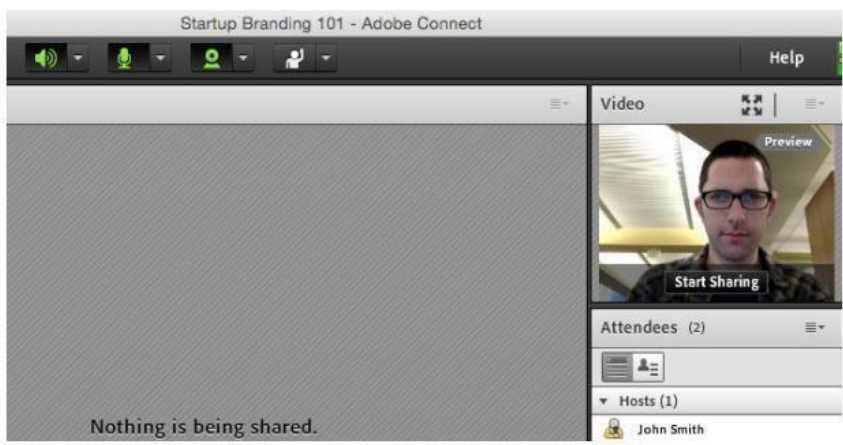 Startup Branding 101 - Adobe Connect
Help
Video
Preview
Start Sharing
Attendees (2)
Hosts (1)
John Smith
Nothing is being shared.